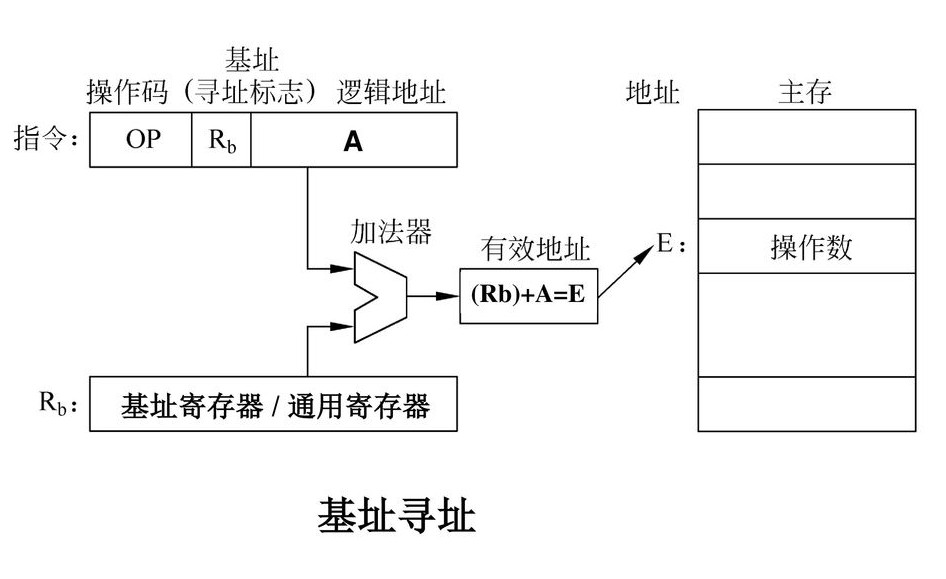 基址
操作码 (寻址标志) 逻辑地址
指令: OP Rb A
地址 主存
加法器
有效地址
(Rb)+A=E
E: 操作数
Rb: 基址寄存器 / 通用寄存器
基址寻址